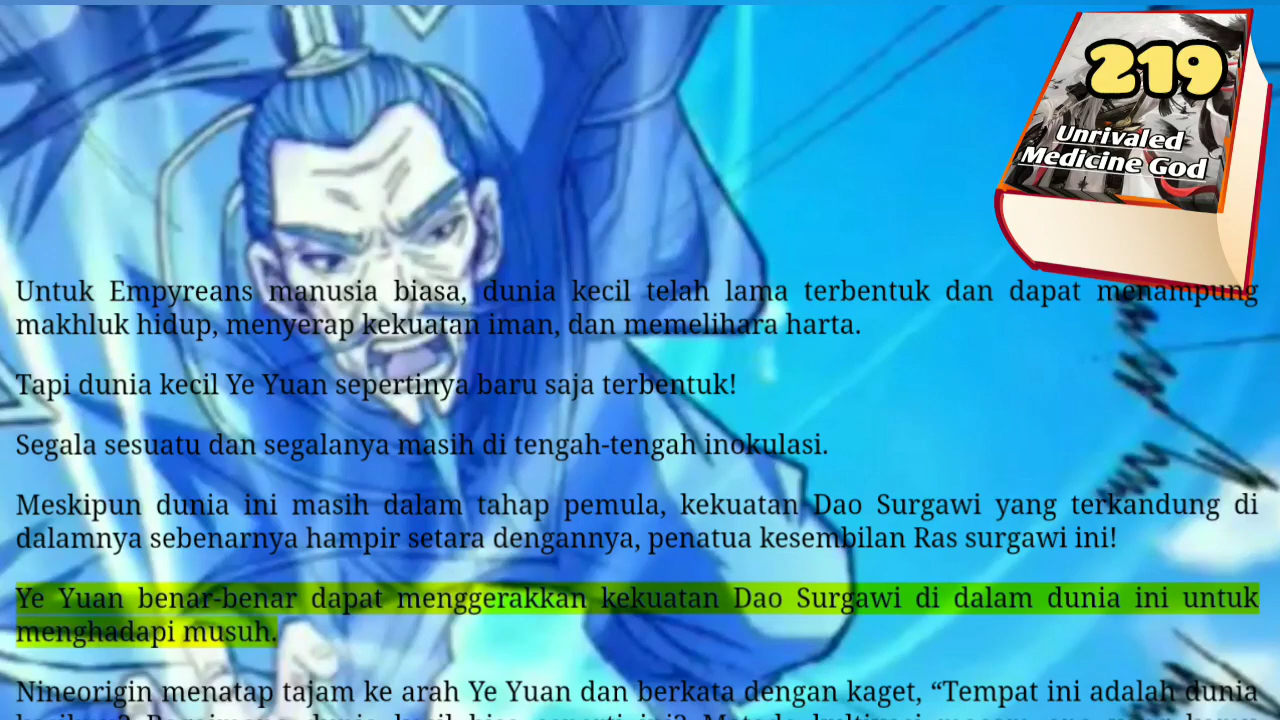 219
Unrivaled
Medicine God
Untuk Empyreans manusia biasa, dunia kecil telah lama terbentuk dan dapat menampung
makhluk hidup, menyerap kekuatan iman, dan memelihara harta.
Tapi dunia kecil Ye Yuan sepertinya baru saja terbentuk!
Segala sesuatu dan segalanya masih di tengah-tengah inokulasi.
Meskipun dunia ini masih dalam tahap pemula, kekuatan Dao Surgawi yang terkandung di
dalamnya sebenarnya hampir setara dengannya, penatua kesembilan Ras surgawi ini!
Ye Yuan benar-benar dapat menggerakkan kekuatan Dao Surgawi di dalam dunia ini untuk
menghadapi musuh.
Nineorigin menatap tajam ke arah Ye Yuan dan berkata dengan kaget, “Tempat ini adalah dunia